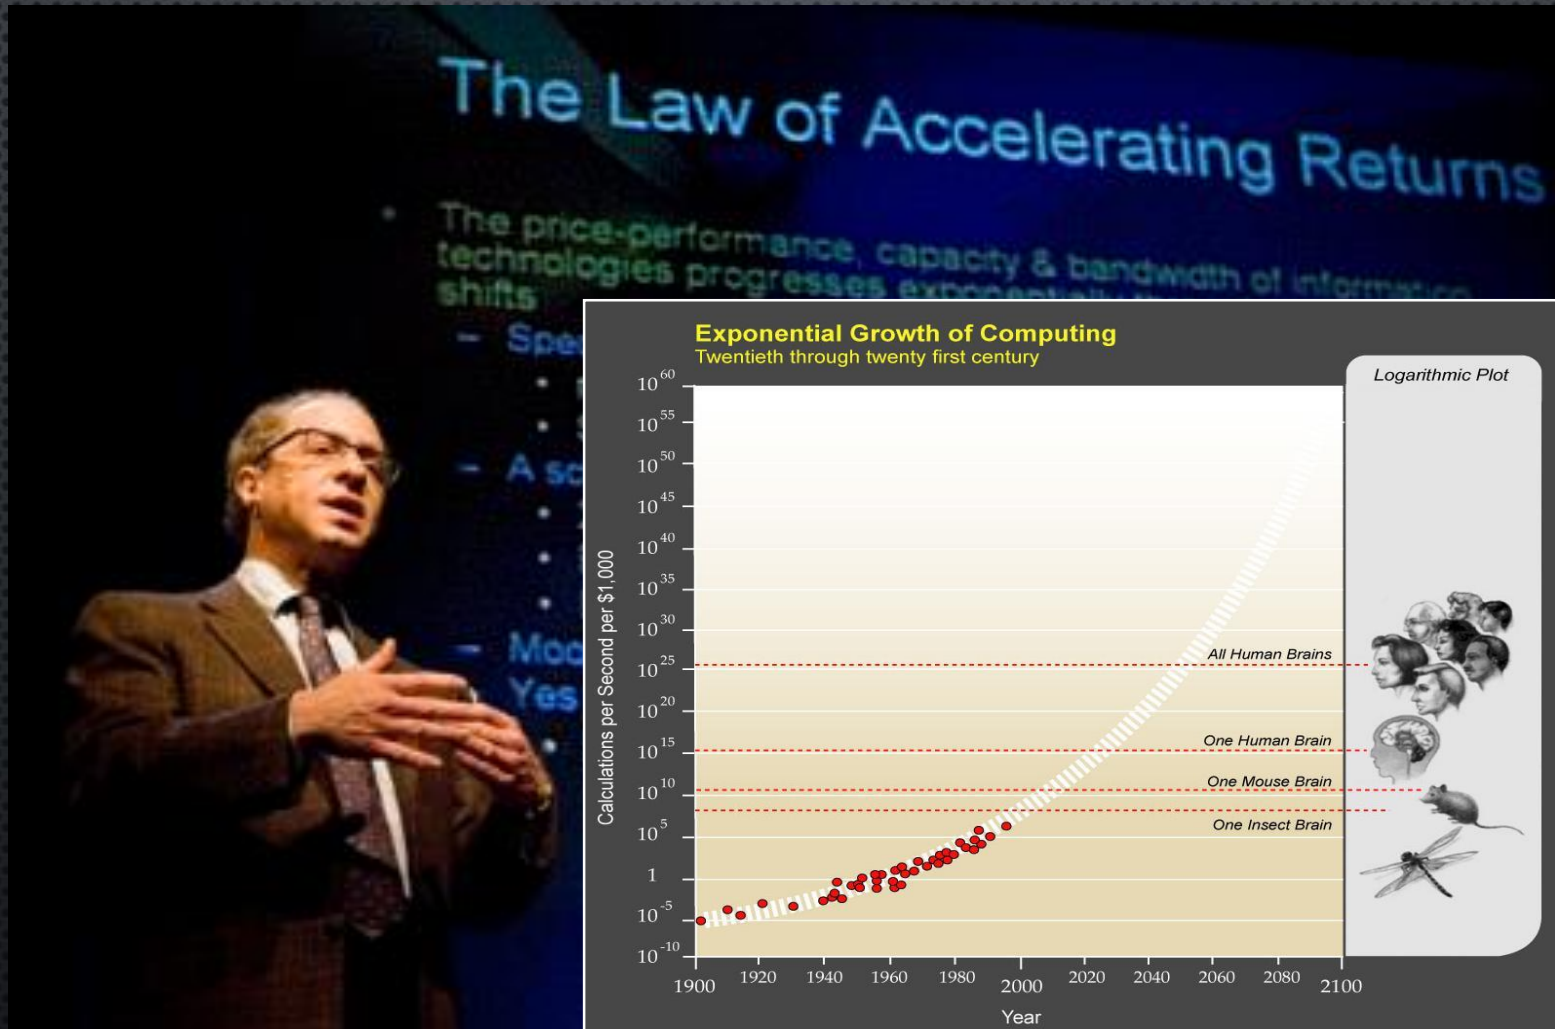 The Law of Accelerating Returns
The price-performance, capacity & bandwidth of information
technologies progresses exponentially
shifts
– Spe
– A sc
– Moo
Yes
Exponential Growth of Computing
Twentieth through twenty first century
Logarithmic Plot
10^60
10^55
10^50
10^45
10^40
10^35
10^30
10^25
10^20
10^15
10^10
10^5
1
10^-5
10^-10
Calculations per Second per $1,000
All Human Brains
One Human Brain
One Mouse Brain
One Insect Brain
1900 1920 1940 1960 1980 2000 2020 2040 2060 2080 2100
Year